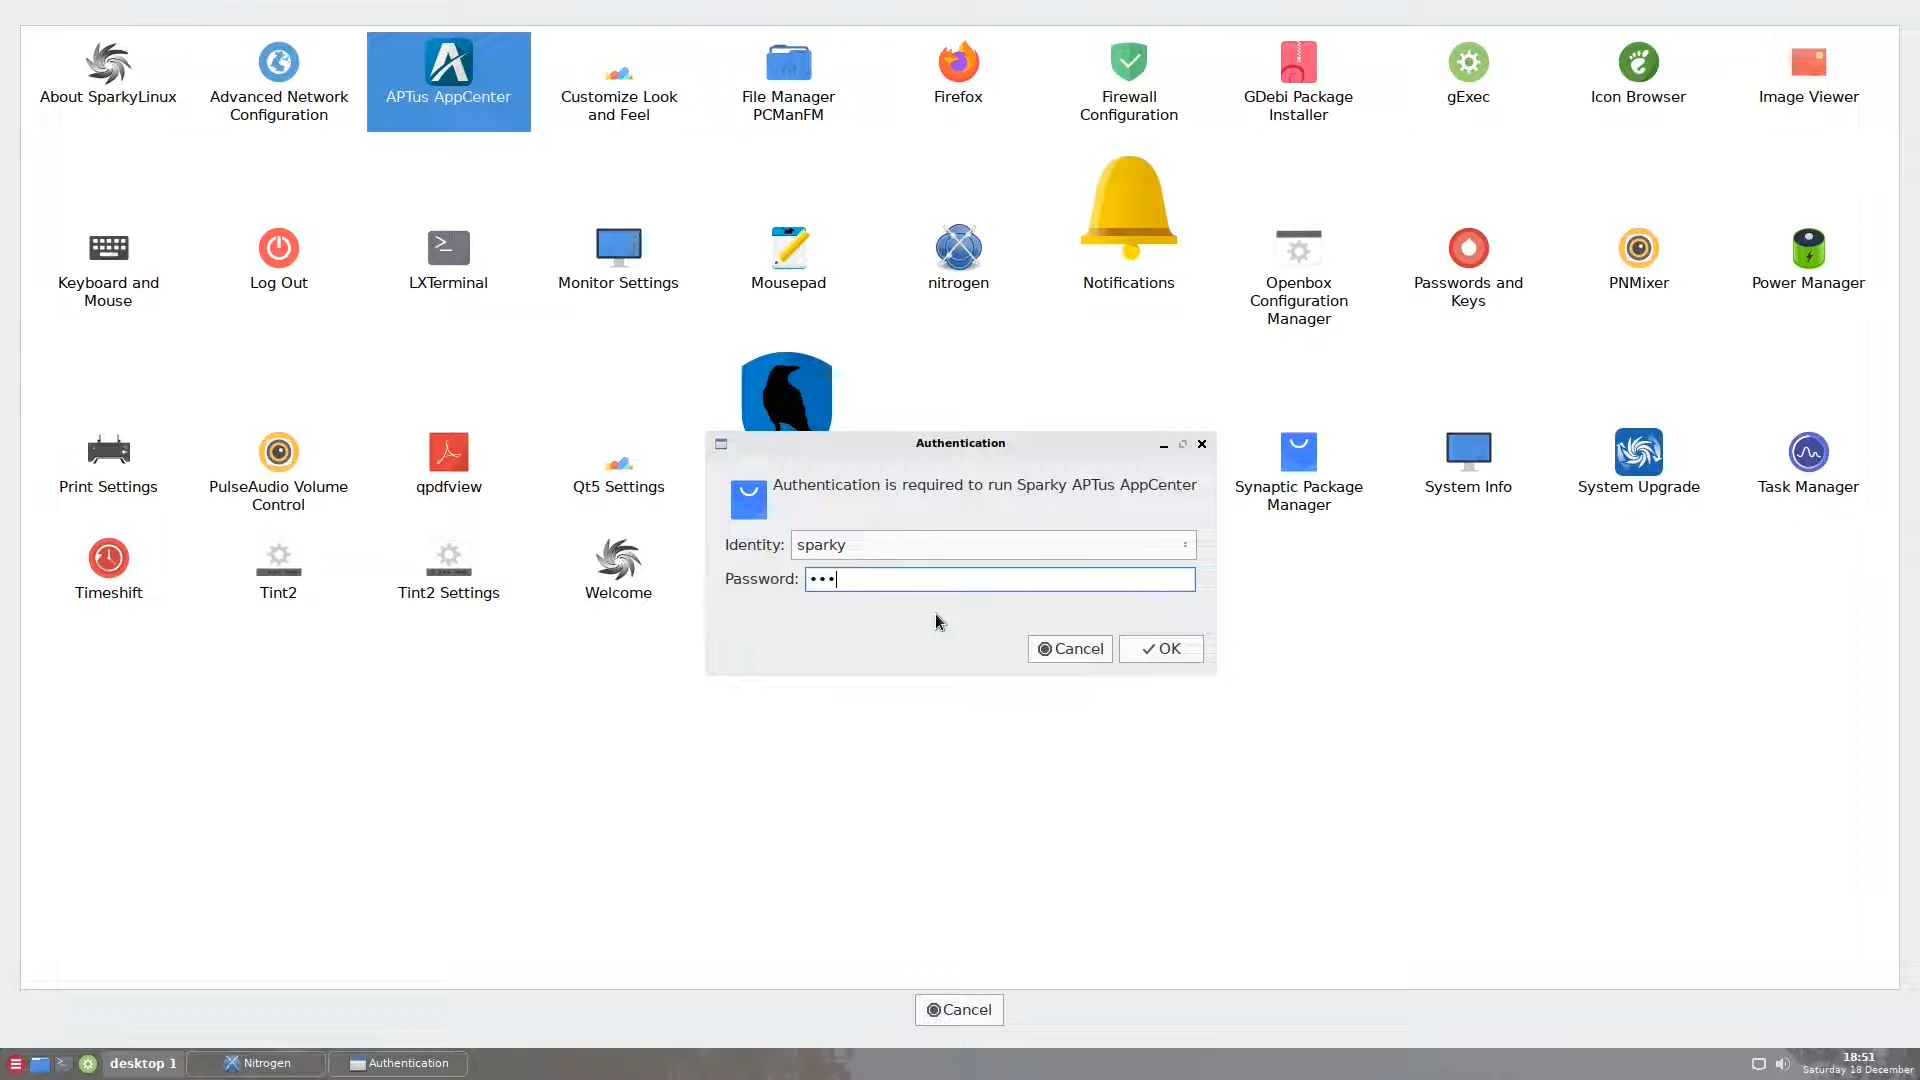 About SparkyLinux
Advanced Network
Configuration
APTus AppCenter
Customize Look
and Feel
File Manager
PCManFM
Firefox
Firewall
Configuration
GDebi Package
Installer
gExec
Icon Browser
Image Viewer
Keyboard and
Mouse
Log Out
LXTerminal
Monitor Settings
Mousepad
nitrogen
Notifications
Openbox
Configuration
Manager
Passwords and
Keys
PNMixer
Power Manager
Print Settings
PulseAudio Volume
Control
qpdfview
Qt5 Settings
Synaptic Package
Manager
System Info
System Upgrade
Task Manager
Timeshift
Tint2
Tint2 Settings
Welcome
Authentication
Authentication is required to run Sparky APTus AppCenter
Identity: sparky
Password: •••
Cancel OK
Cancel
desktop 1 Nitrogen Authentication
18:51
Saturday 18 December